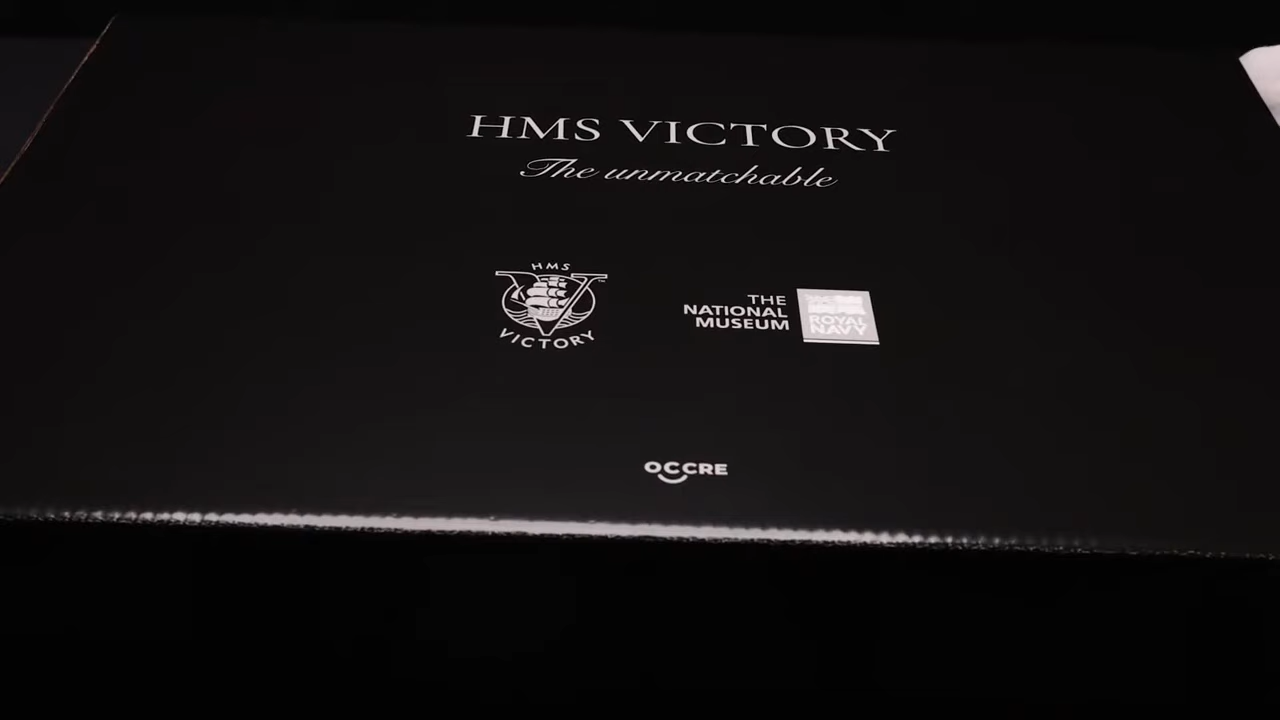 HMS VICTORY
The unmatchable
HMS
VICTORY
THE
NATIONAL
MUSEUM
ROYAL
NAVY
OCCRE